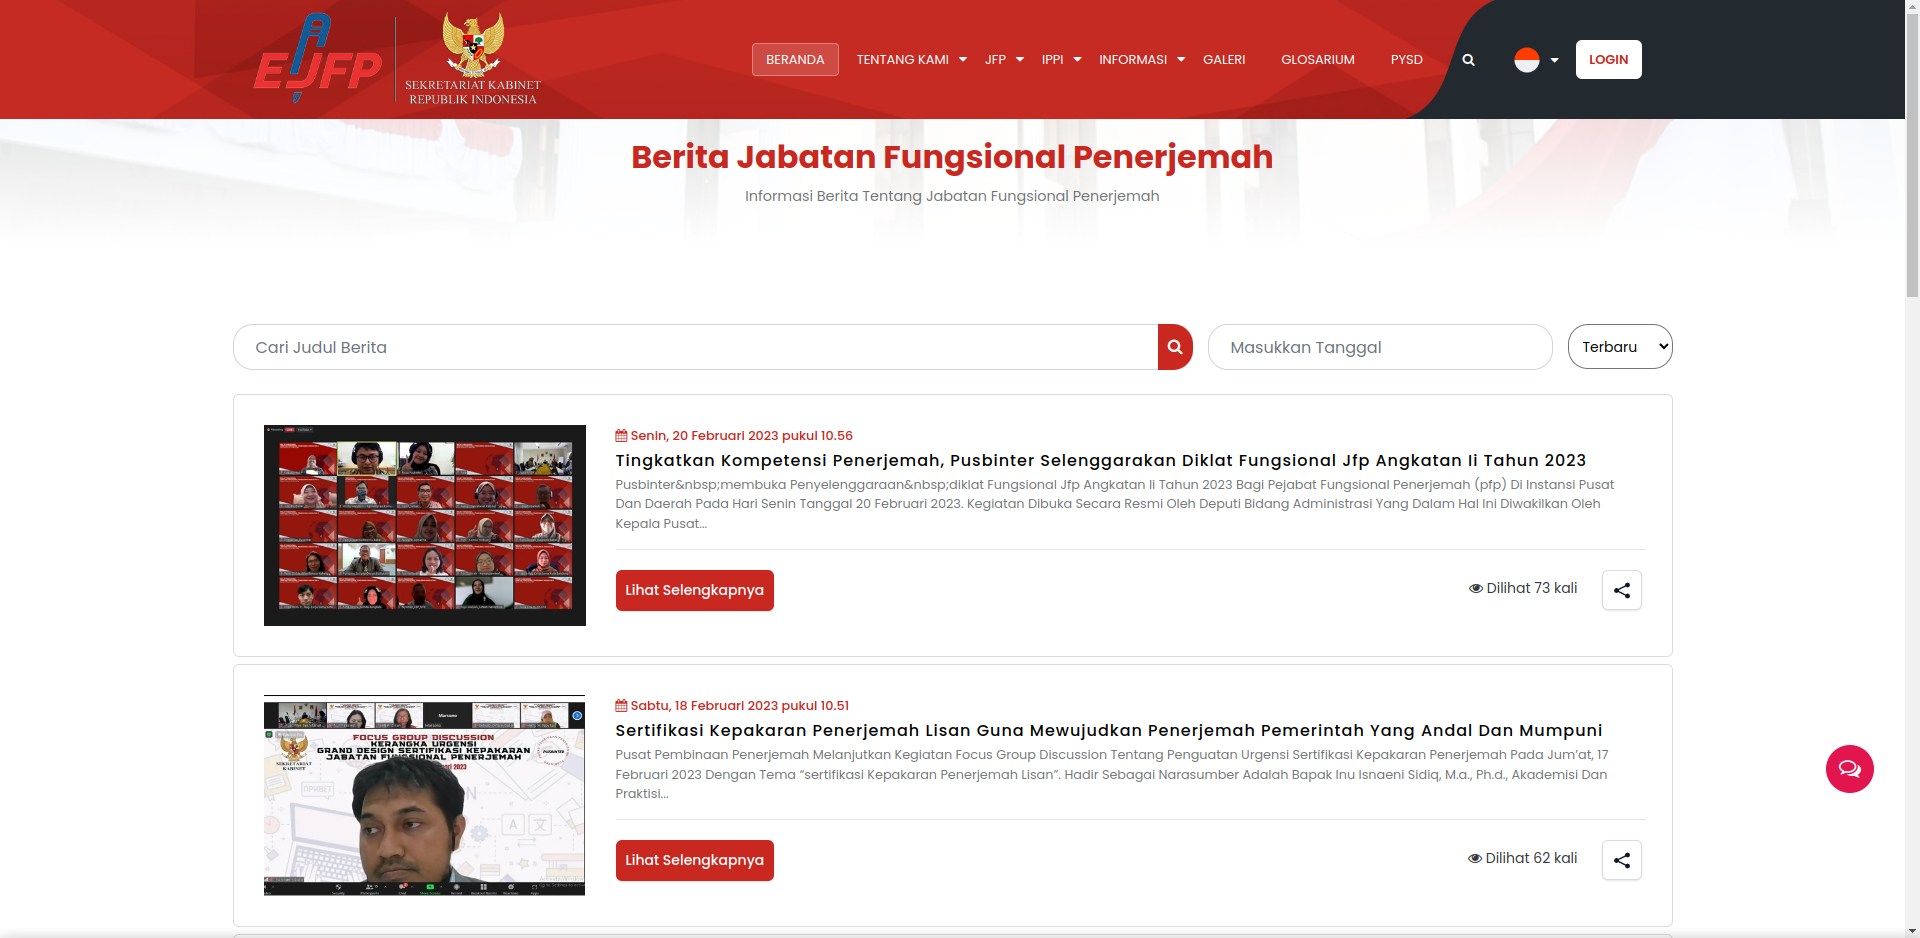 EJFP
SEKRETARIAT KABINET
REPUBLIK INDONESIA
BERANDA
TENTANG KAMI
JFP
IPPI
INFORMASI
GALERI
GLOSARIUM
PYSD
LOGIN
Berita Jabatan Fungsional Penerjemah
Informasi Berita Tentang Jabatan Fungsional Penerjemah
Cari Judul Berita
Masukkan Tanggal
Terbaru
Senin, 20 Februari 2023 pukul 10.56
Tingkatkan Kompetensi Penerjemah, Pusbinter Selenggarakan Diklat Fungsional Jfp Angkatan Ii Tahun 2023
Pusbinter&nbsp;membuka Penyelenggaraan&nbsp;diklat Fungsional Jfp Angkatan Ii Tahun 2023 Bagi Pejabat Fungsional Penerjemah (pfp) Di Instansi Pusat
Dan Daerah Pada Hari Senin Tanggal 20 Februari 2023. Kegiatan Dibuka Secara Resmi Oleh Deputi Bidang Administrasi Yang Dalam Hal Ini Diwakilkan Oleh
Kepala Pusat...
Lihat Selengkapnya
Dilihat 73 kali
Marsono
FOCUS GROUP DISCUSSION
KERANGKA URGENSI
GRAND DESIGN SERTIFIKASI KEPAKARAN
JABATAN FUNGSIONAL PENERJEMAH
SEKRETARIAT
KABINET
ПРИВЕТ
A 文
Sabtu, 18 Februari 2023 pukul 10.51
Sertifikasi Kepakaran Penerjemah Lisan Guna Mewujudkan Penerjemah Pemerintah Yang Andal Dan Mumpuni
Pusat Pembinaan Penerjemah Melanjutkan Kegiatan Focus Group Discussion Tentang Penguatan Urgensi Sertifikasi Kepakaran Penerjemah Pada Jum’at, 17
Februari 2023 Dengan Tema “sertifikasi Kepakaran Penerjemah Lisan”. Hadir Sebagai Narasumber Adalah Bapak Inu Isnaeni Sidiq, M.a., Ph.d., Akademisi Dan
Praktisi...
Lihat Selengkapnya
Dilihat 62 kali